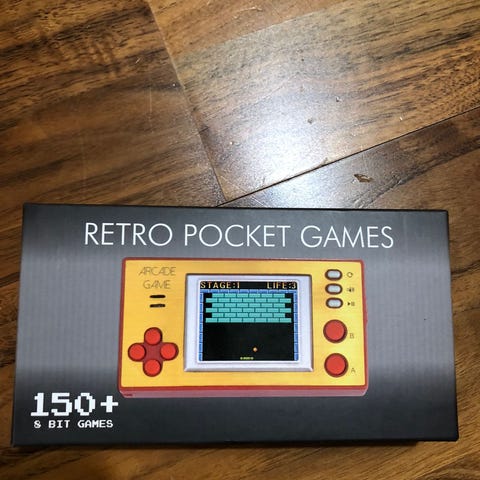 RETRO POCKET GAMES
ARCADE
GAME
STAGE:1 LIFE:3
B
A
150+
8 BIT GAMES